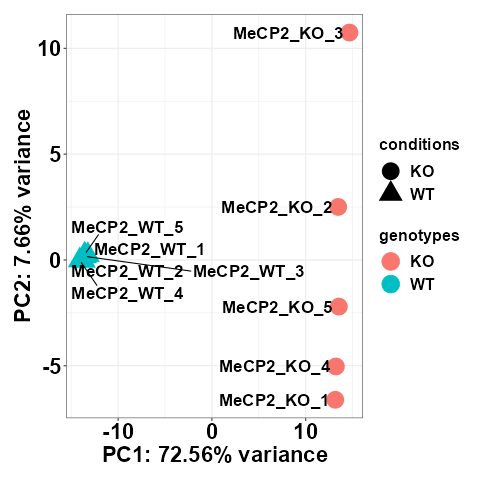 MeCP2_KO_3
10
conditions
KO
WT
5
MeCP2_KO_2
MeCP2_WT_5
genotypes
MeCP2_WT_1
KO
0
MeCP2_WT_2
MeCP2_WT_3
WT
MeCP2_WT_4
MeCP2_KO_5
-5
MeCP2_KO_4
MeCP2_KO_1
-10
0
10
PC1: 72.56% variance
PC2: 7.66% variance